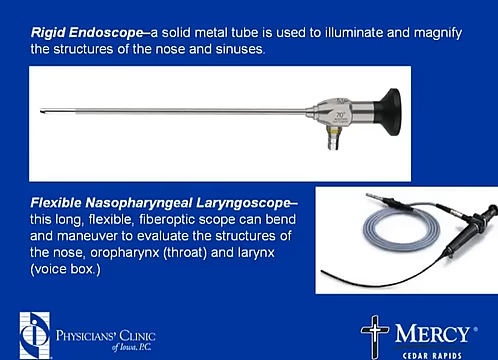 Rigid Endoscope–a solid metal tube is used to illuminate and magnify
the structures of the nose and sinuses.
70°
Flexible Nasopharyngeal Laryngoscope–
this long, flexible, fiberoptic scope can bend
and maneuver to evaluate the structures of
the nose, oropharynx (throat) and larynx
(voice box.)
PHYSICIANS' CLINIC
of Iowa, P.C.
MERCY®
CEDAR RAPIDS